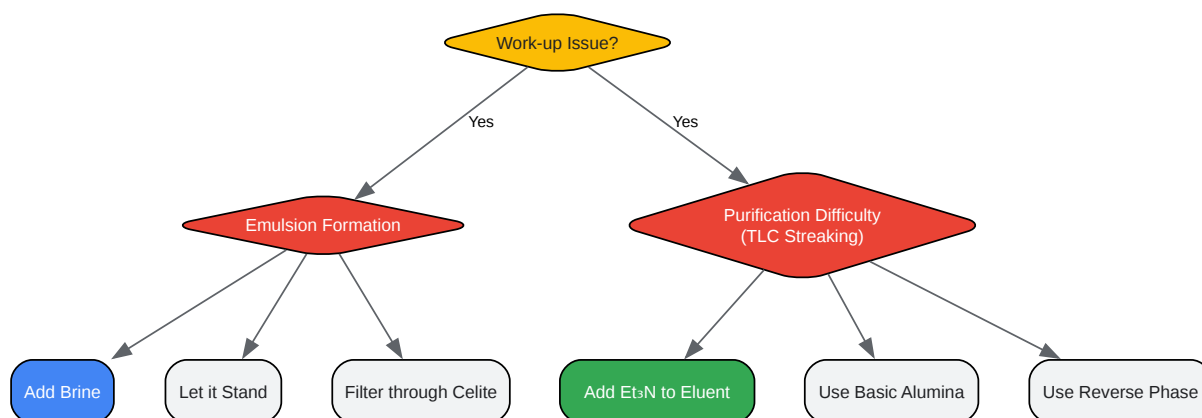 Work-up Issue?
Yes
Yes
Emulsion Formation
Purification Difficulty
(TLC Streaking)
Add Brine
Let it Stand
Filter through Celite
Add Et₃N to Eluent
Use Basic Alumina
Use Reverse Phase